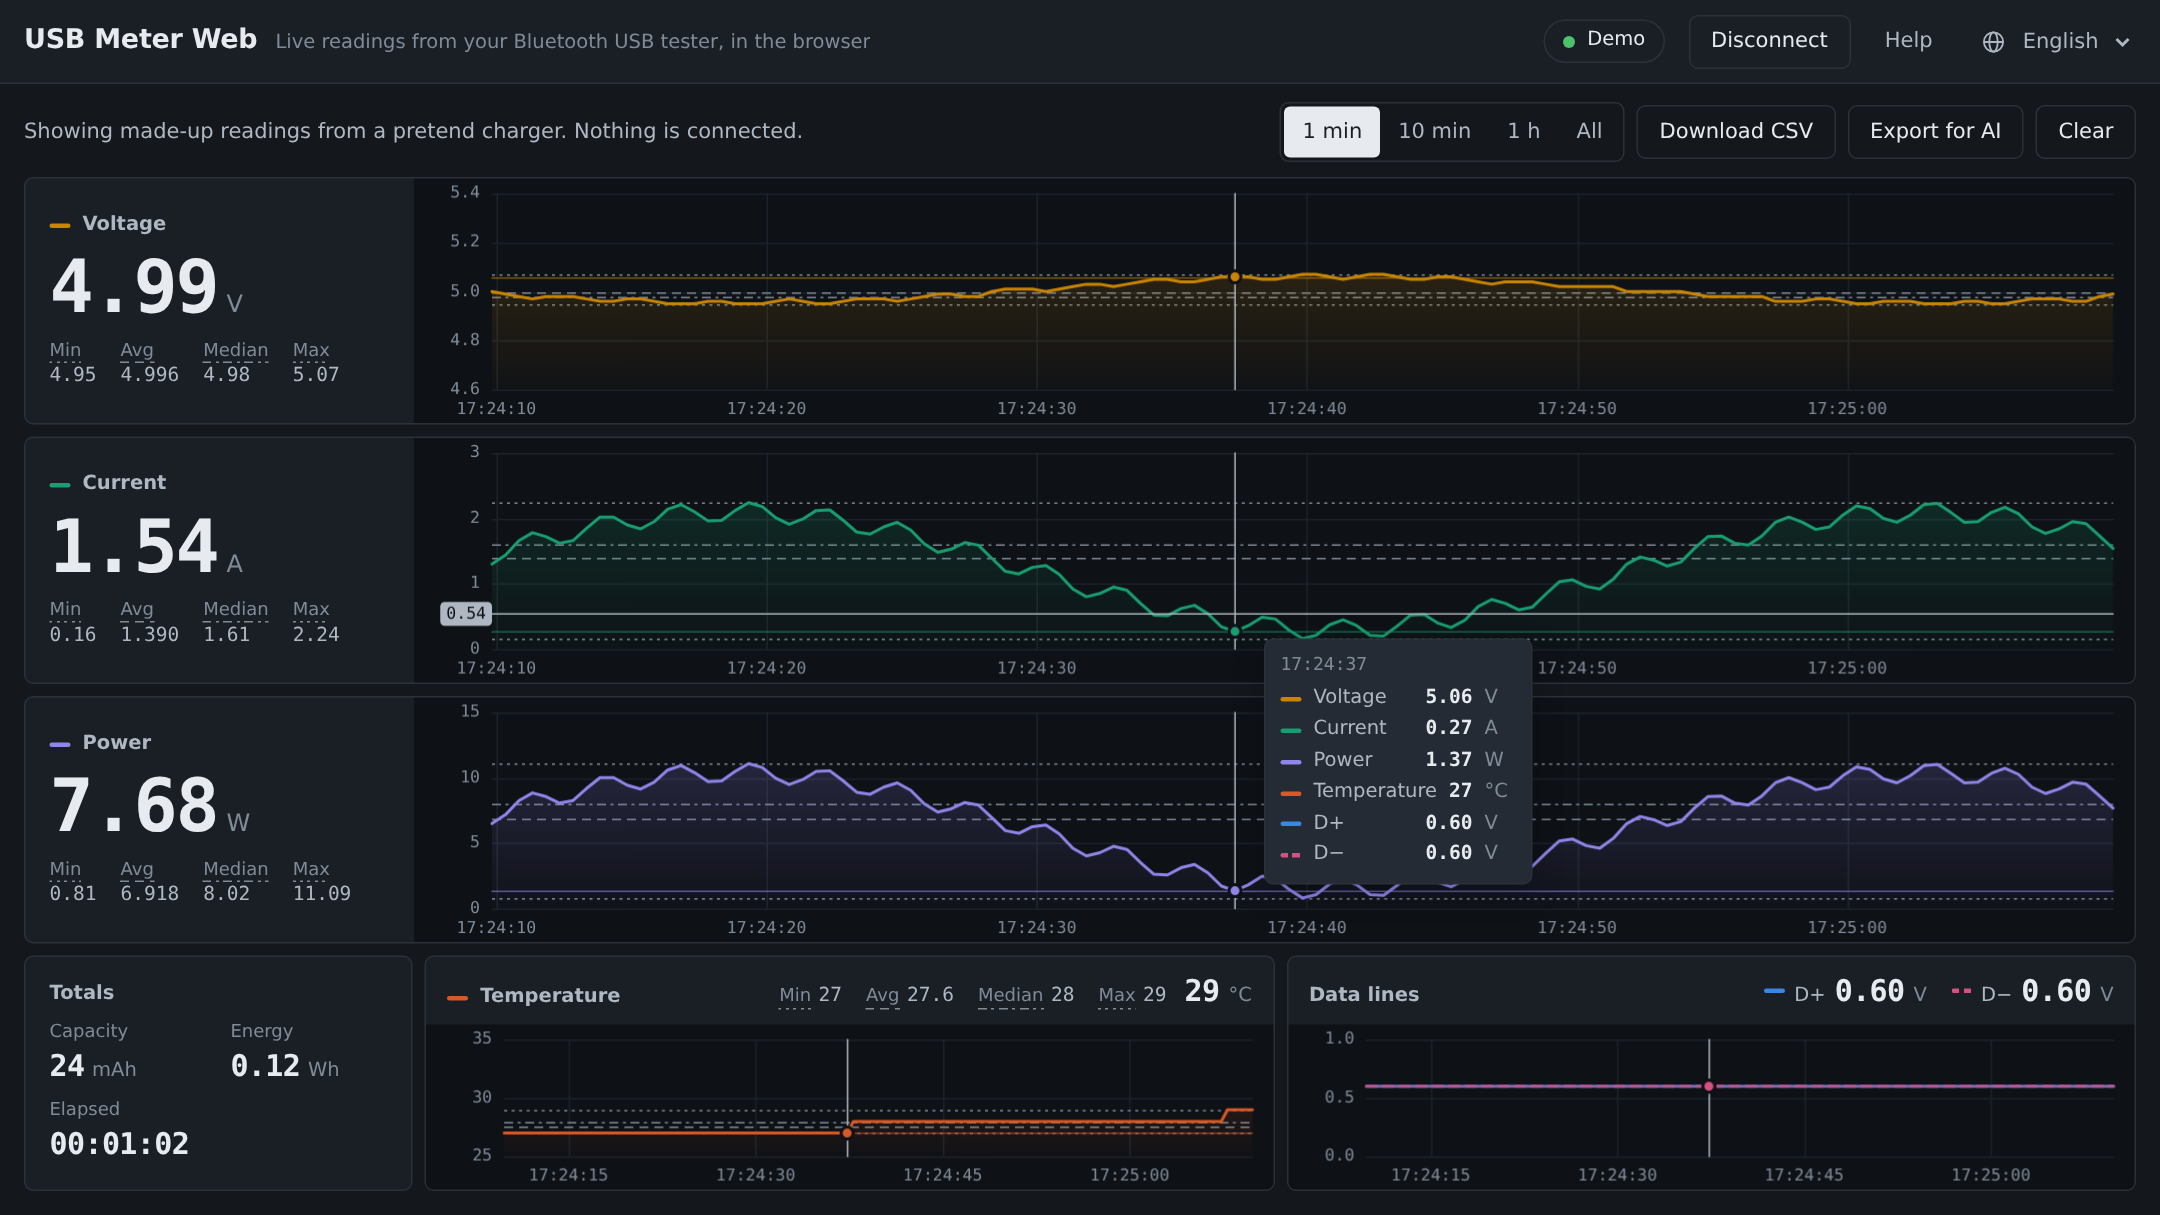 USB Meter Web Live readings from your Bluetooth USB tester, in the browser Demo Disconnect Help English
Showing made-up readings from a pretend charger. Nothing is connected. 1 min 10 min 1 h All Download CSV Export for AI Clear
Voltage
4.99 V
Min Avg Median Max
4.95 4.996 4.98 5.07
5.4
5.2
5.0
4.8
4.6
17:24:10 17:24:20 17:24:30 17:24:40 17:24:50 17:25:00
Current
1.54 A
Min Avg Median Max
0.16 1.390 1.61 2.24
3
2
1
0.54
0
17:24:10 17:24:20 17:24:30 17:24:50 17:25:00
17:24:37
Voltage 5.06 V
Current 0.27 A
Power 1.37 W
Temperature 27 °C
D+ 0.60 V
D− 0.60 V
Power
7.68 W
Min Avg Median Max
0.81 6.918 8.02 11.09
15
10
5
0
17:24:10 17:24:20 17:24:30 17:24:40 17:24:50 17:25:00
Totals
Capacity Energy
24 mAh 0.12 Wh
Elapsed
00:01:02
Temperature Min 27 Avg 27.6 Median 28 Max 29 29 °C
35
30
25
17:24:15 17:24:30 17:24:45 17:25:00
Data lines D+ 0.60 V D− 0.60 V
1.0
0.5
0.0
17:24:15 17:24:30 17:24:45 17:25:00